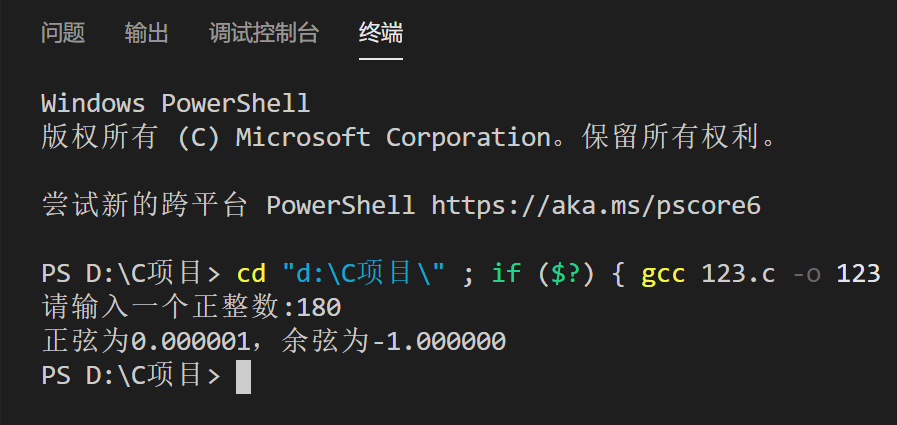 问题 输出 调试控制台 终端
Windows PowerShell
版权所有 (C) Microsoft Corporation。保留所有权利。
尝试新的跨平台 PowerShell https://aka.ms/pscore6
PS D:\C项目> cd "d:\C项目\" ; if ($?) { gcc 123.c -o 123
请输入一个正整数:180
正弦为0.000001，余弦为-1.000000
PS D:\C项目>